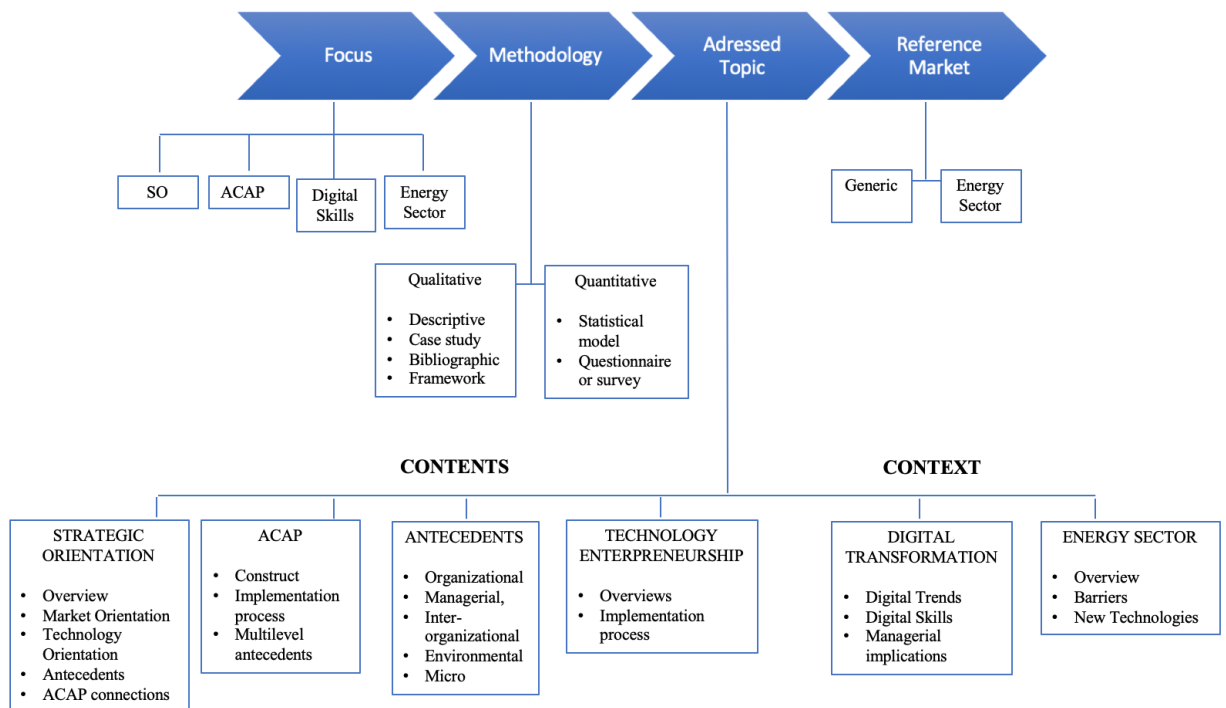 Focus
Methodology
Adressed
Topic
Reference
Market
SO
ACAP
Digital
Skills
Energy
Sector
Generic
Energy
Sector
Qualitative
• Descriptive
• Case study
• Bibliographic
• Framework
Quantitative
• Statistical
model
• Questionnaire
or survey
CONTENTS
CONTEXT
STRATEGIC
ORIENTATION
• Overview
• Market Orientation
• Technology
Orientation
• Antecedents
• ACAP connections
ACAP
• Construct
• Implementation
process
• Multilevel
antecedents
ANTECEDENTS
• Organizational
• Managerial,
• Inter-
organizational
• Environmental
• Micro
TECHNOLOGY
ENTERPRENEURSHIP
• Overviews
• Implementation
process
DIGITAL
TRANSFORMATION
• Digital Trends
• Digital Skills
• Managerial
implications
ENERGY SECTOR
• Overview
• Barriers
• New Technologies